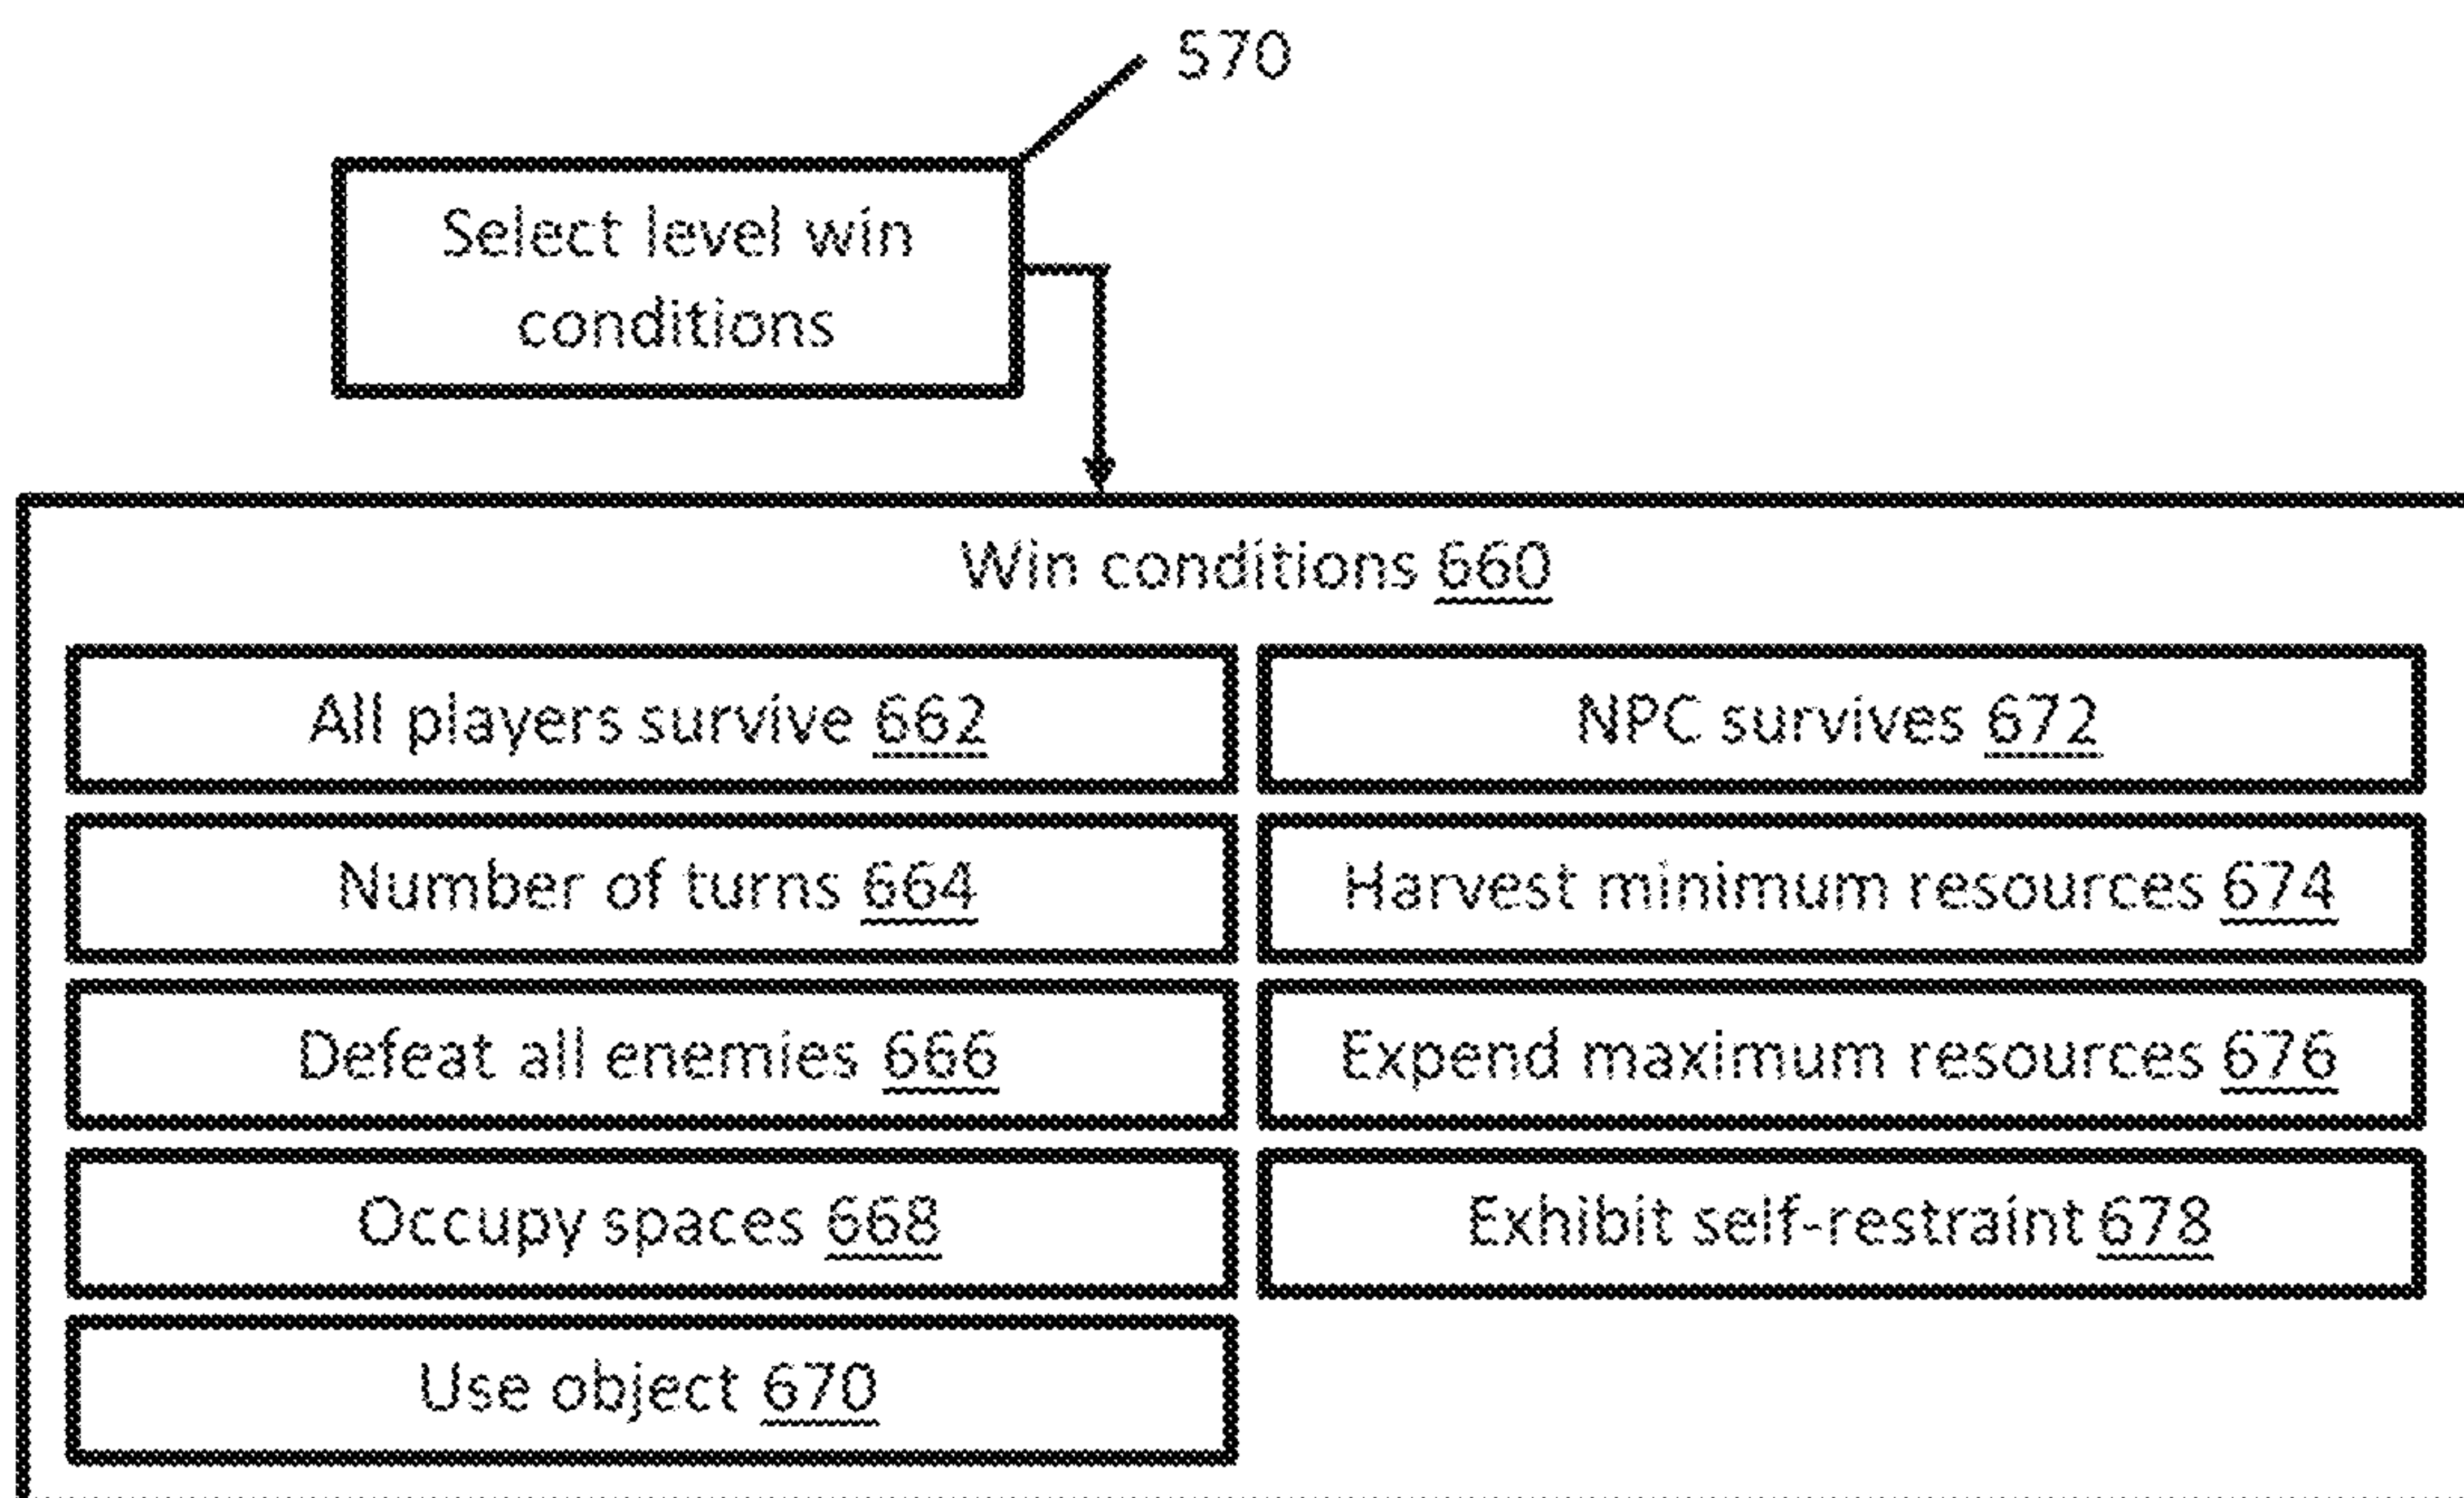 570
Select level win
conditions
Win conditions 660
All players survive 662
NPC survives 672
Number of turns 664
Harvest minimum resources 674
Defeat all enemies 666
Expend maximum resources 676
Occupy spaces 668
Exhibit self-restraint 678
Use object 670